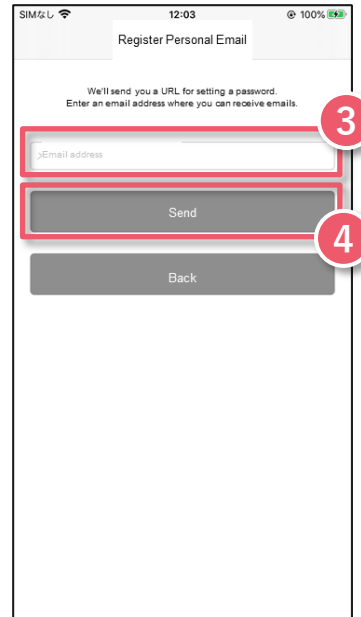 SIMなし 12:03 100%
Register Personal Email
We'll send you a URL for setting a password.
Enter an email address where you can receive emails.
3
Email address
Send
4
Back